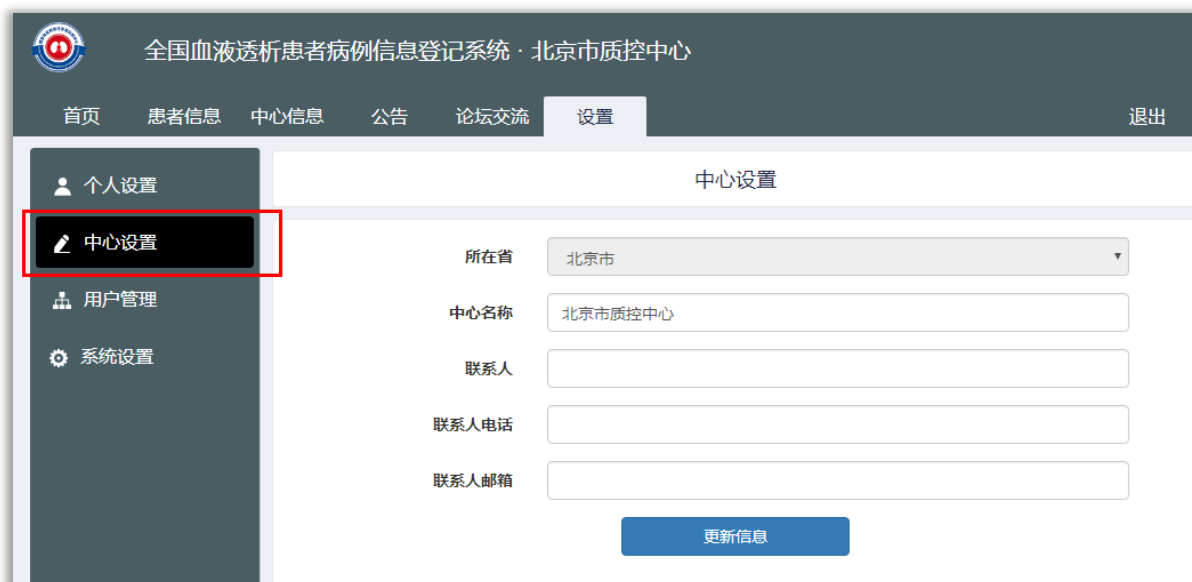 全国血液透析患者病例信息登记系统 · 北京市质控中心
首页 患者信息 中心信息 公告 论坛交流 设置 退出
个人设置
中心设置
用户管理
系统设置
中心设置
所在省 北京市
中心名称 北京市质控中心
联系人
联系人电话
联系人邮箱
更新信息